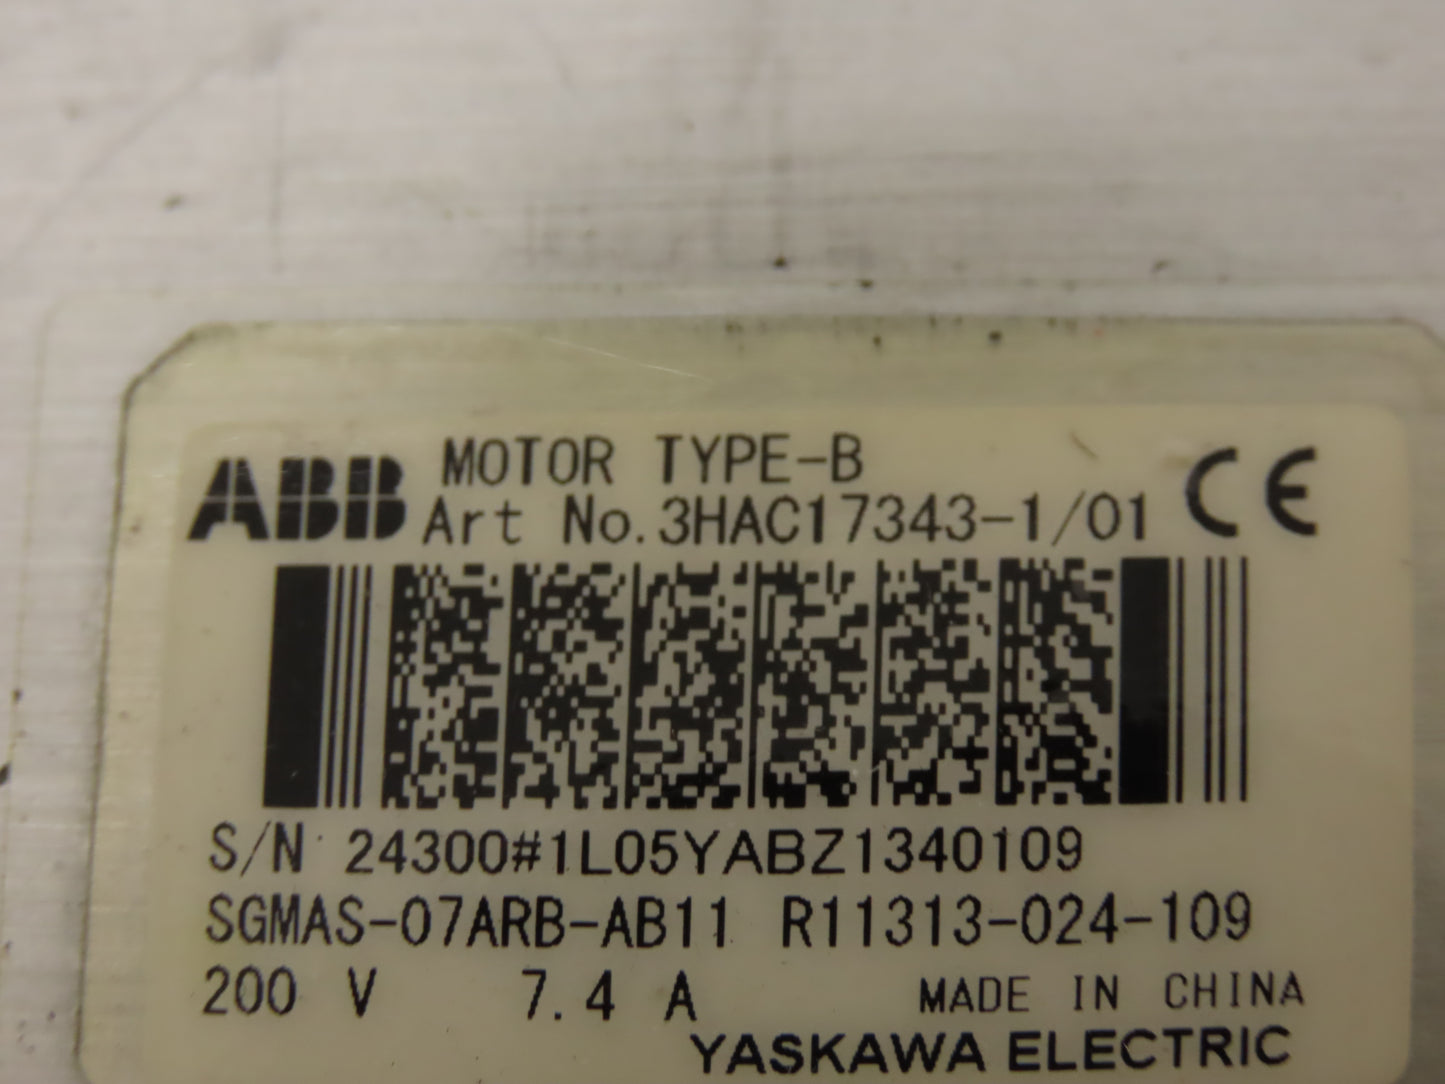 ABB MOTOR TYPE-B
Art No.3HAC17343-1/01 CE
S/N 24300#1L05YABZ1340109
SGMAS-07ARB-AB11 R11313-024-109
200 V 7.4 A MADE IN CHINA
YASKAWA ELECTRIC